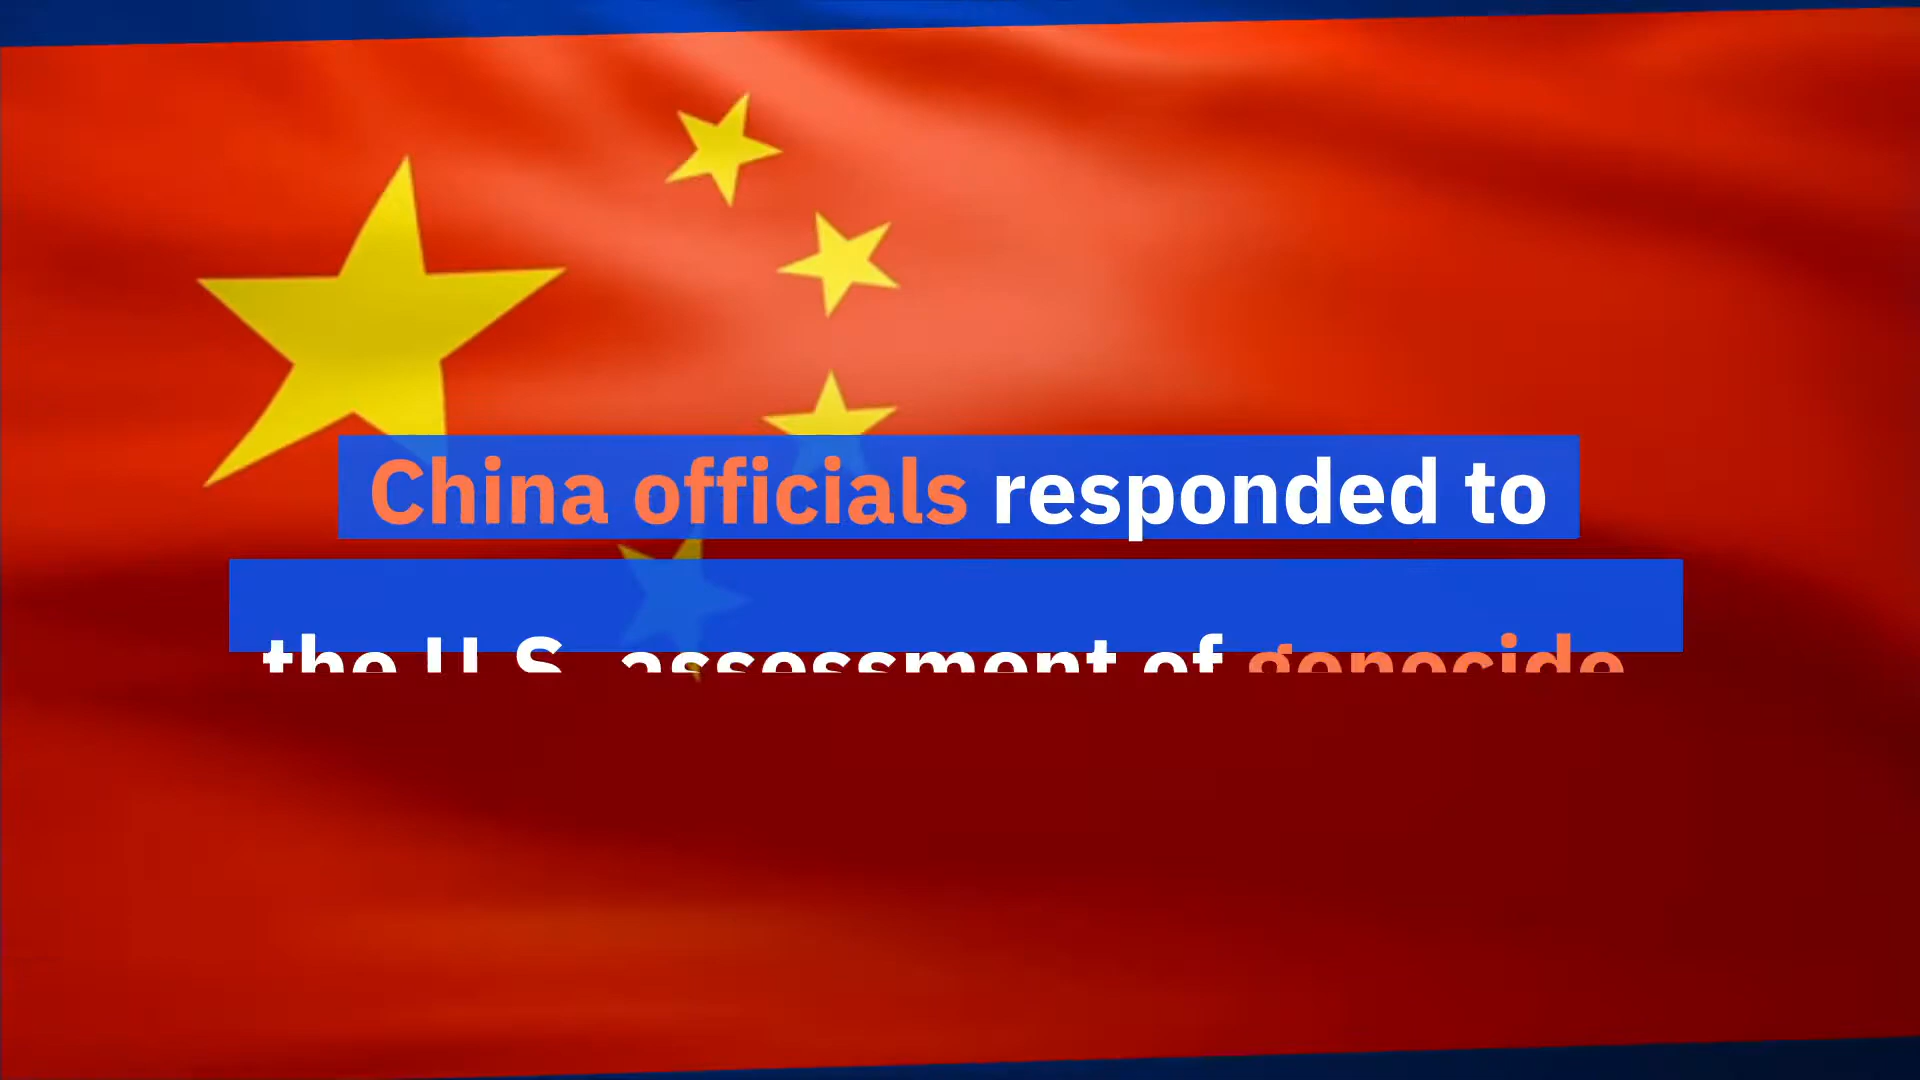 China officials responded to
the U.S. assessment of genocide